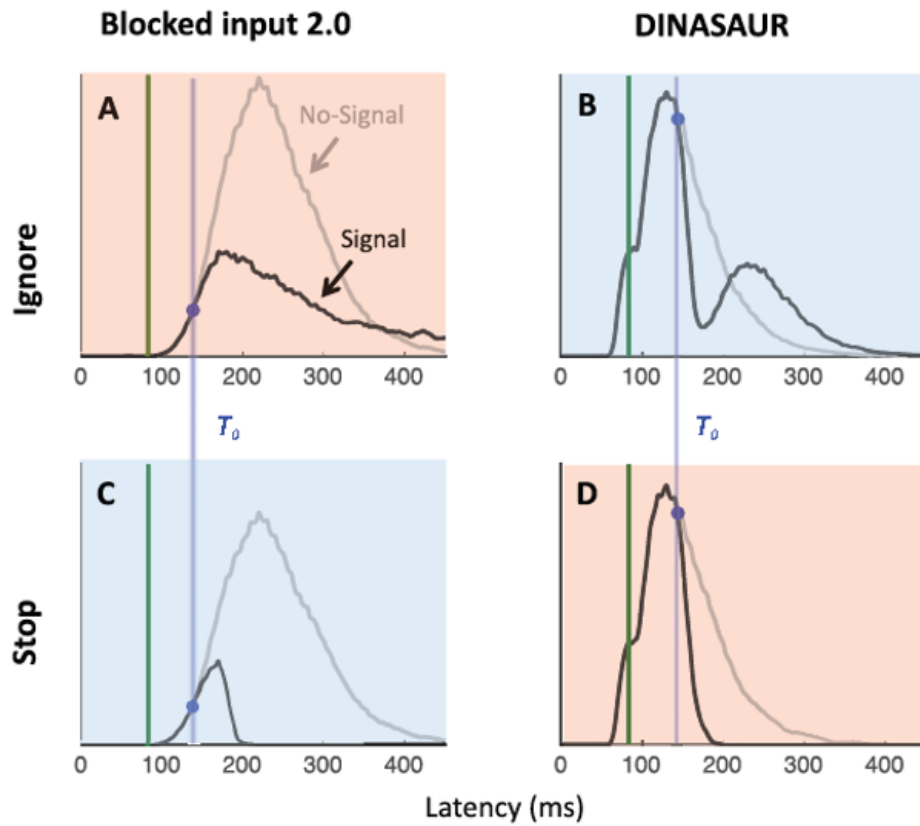 Blocked input 2.0
DINASAUR
Ignore
A
No-Signal
Signal
0 100 200 300 400
B
0 100 200 300 400
T₀
T₀
Stop
C
0 100 200 300 400
D
0 100 200 300 400
Latency (ms)